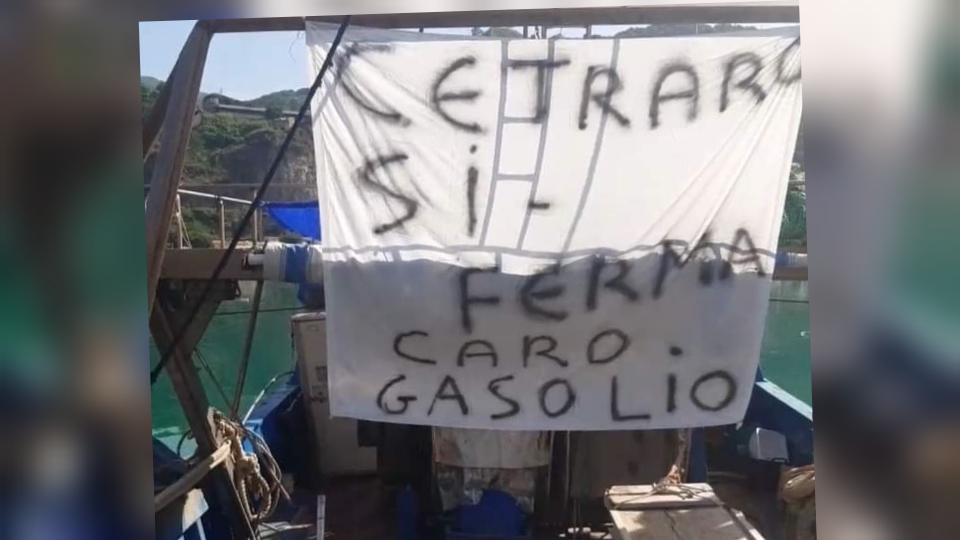 CETRARO
Si-
FERMA
CARO.
GASOLiO